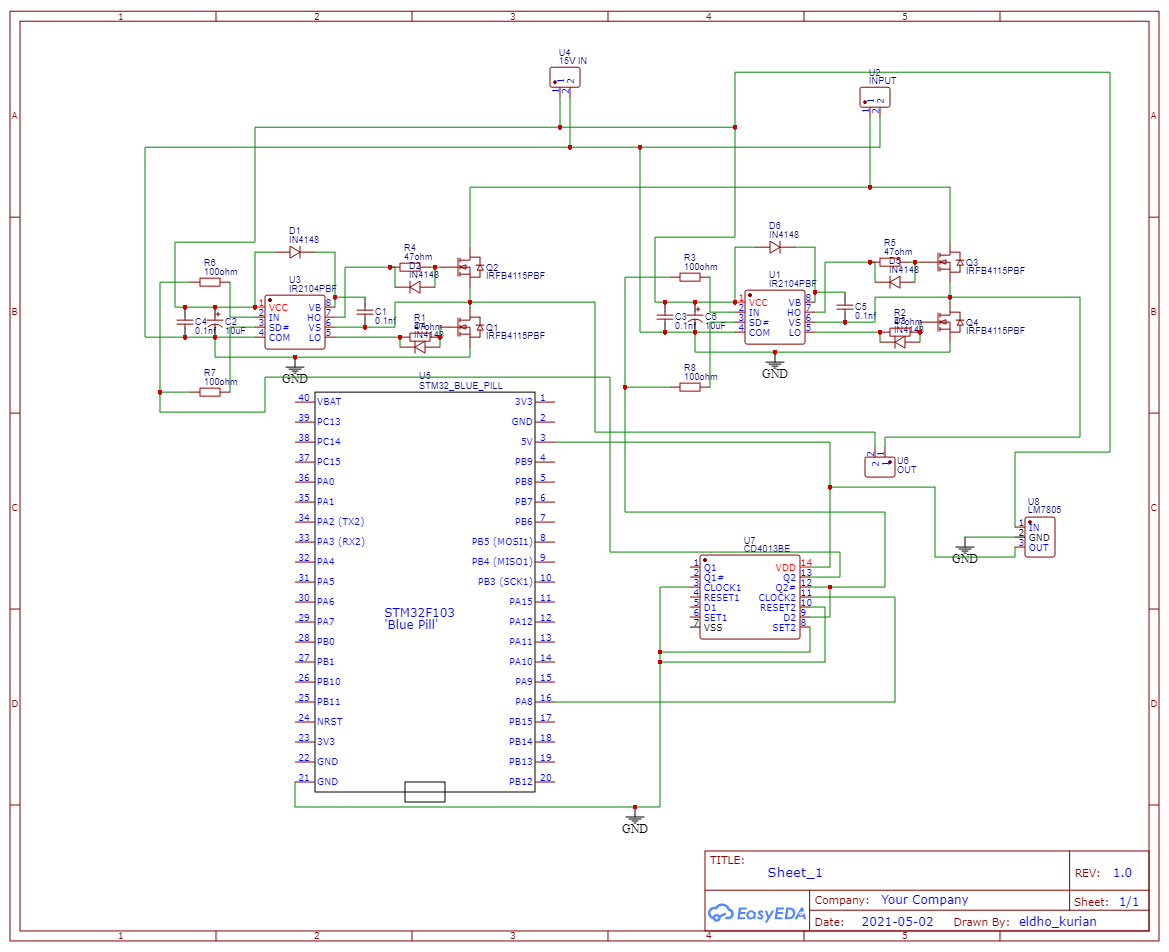 1 2 3 4 5
A A
B B
C C
D D
U4
15V IN
1 2
1 2
U2
INPUT
1 2
1 2
D1
IN4148
R6
100ohm
U3
IR2104PBF
1 VCC VB 8
2 IN HO 7
3 SD# VS 6
4 COM LO 5
C4
0.1nf
C2
10uF
C1
0.1nf
R4
47ohm
IN4148
Q2
IRFB4115PBF
R1
47ohm
IN4148
Q1
IRFB4115PBF
R7
100ohm
GND
D6
IN4148
R3
100ohm
U1
IR2104PBF
1 VCC VB 8
2 IN HO 7
3 SD# VS 6
4 COM LO 5
C3
0.1nf
C6
10uF
C5
0.1nf
R5
47ohm
IN4148
Q3
IRFB4115PBF
R2
IN4148
Q4
IRFB4115PBF
R8
100ohm
GND
U5
STM32_BLUE_PILL
40 VBAT 3V3 1
39 PC13 GND 2
38 PC14 5V 3
37 PC15 PB9 4
36 PA0 PB8 5
35 PA1 PB7 6
34 PA2 (TX2) PB6 7
33 PA3 (RX2) PB5 (MOSI1) 8
32 PA4 PB4 (MISO1) 9
31 PA5 PB3 (SCK1) 10
30 PA6 PA15 11
29 PA7 PA12 12
28 PB0 PA11 13
27 PB1 PA10 14
26 PB10 PA9 15
25 PB11 PA8 16
24 NRST PB15 17
23 3V3 PB14 18
22 GND PB13 19
21 GND PB12 20
STM32F103
'Blue Pill'
2 1
2 1
U6
OUT
U8
LM7805
1 IN
2 GND
3 OUT
GND
U7
CD4013BE
1 Q1 VDD 14
2 Q1# Q2 13
3 CLOCK1 Q2# 12
4 RESET1 CLOCK2 11
5 D1 RESET2 10
6 SET1 D2 9
7 VSS SET2 8
GND
TITLE:
Sheet_1
REV: 1.0
EasyEDA
Company: Your Company
Sheet: 1/1
Date: 2021-05-02 Drawn By: eldho_kurian
1 2 3 4 5